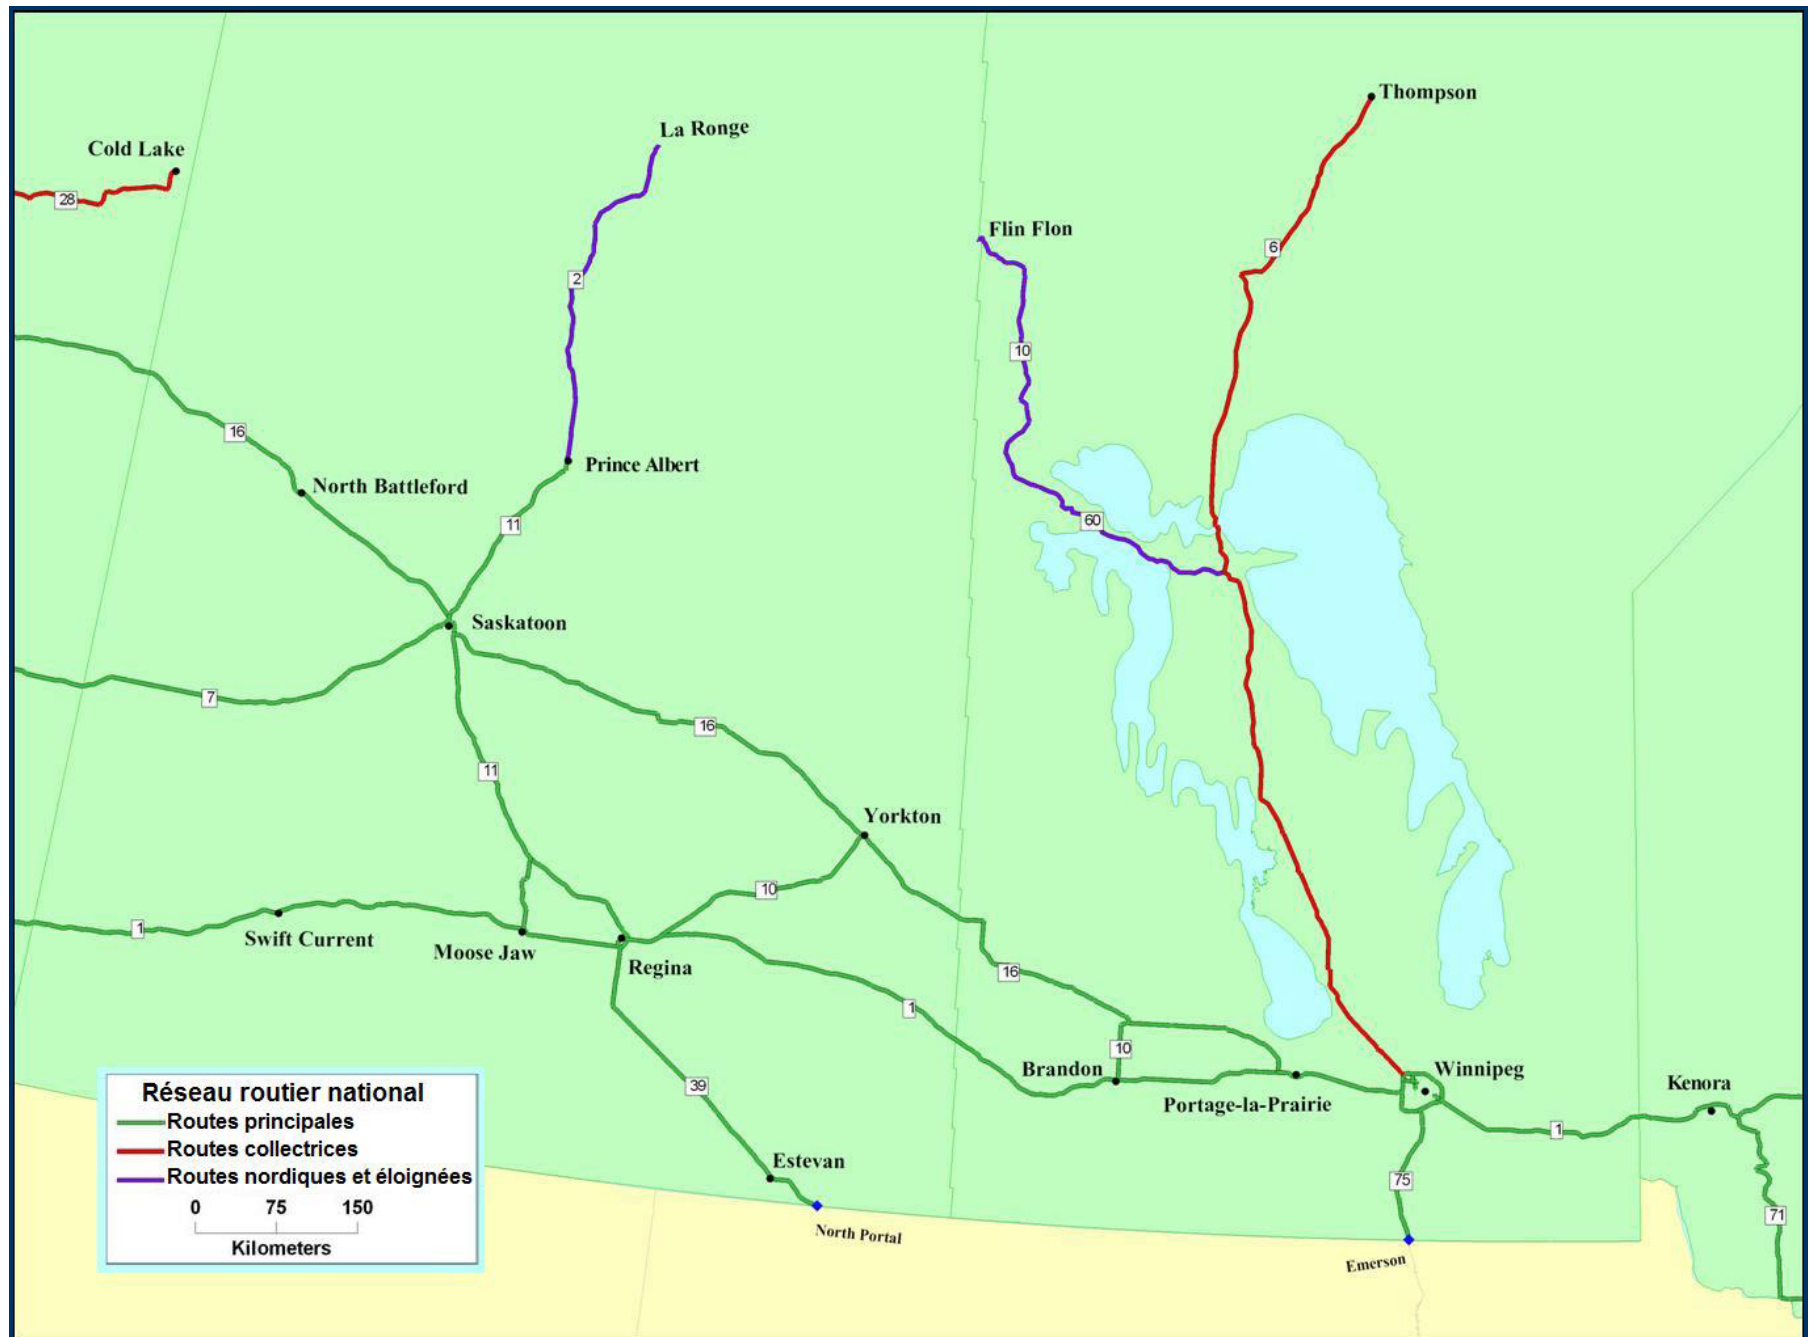 Thompson
La Ronge
Cold Lake
28
Flin Flon
6
2
10
16
Prince Albert
North Battleford
11
60
Saskatoon
7
16
11
Yorkton
10
1
Swift Current
Moose Jaw
Regina
16
1
10
Brandon
Winnipeg
Portage-la-Prairie
Kenora
39
1
Estevan
75
71
North Portal
Emerson
Réseau routier national
Routes principales
Routes collectrices
Routes nordiques et éloignées
0 75 150
Kilometers